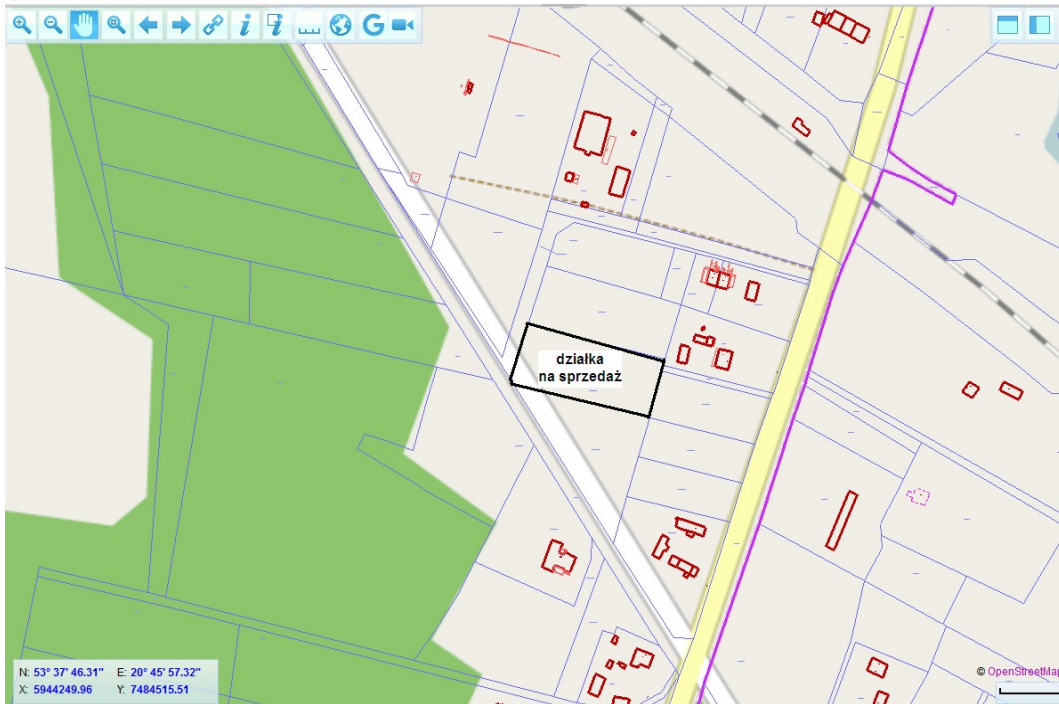 działka
na sprzedaż
N: 53° 37' 46.31" E: 20° 45' 57.32"
X: 5944249.96 Y: 7484515.51
© OpenStreetMap